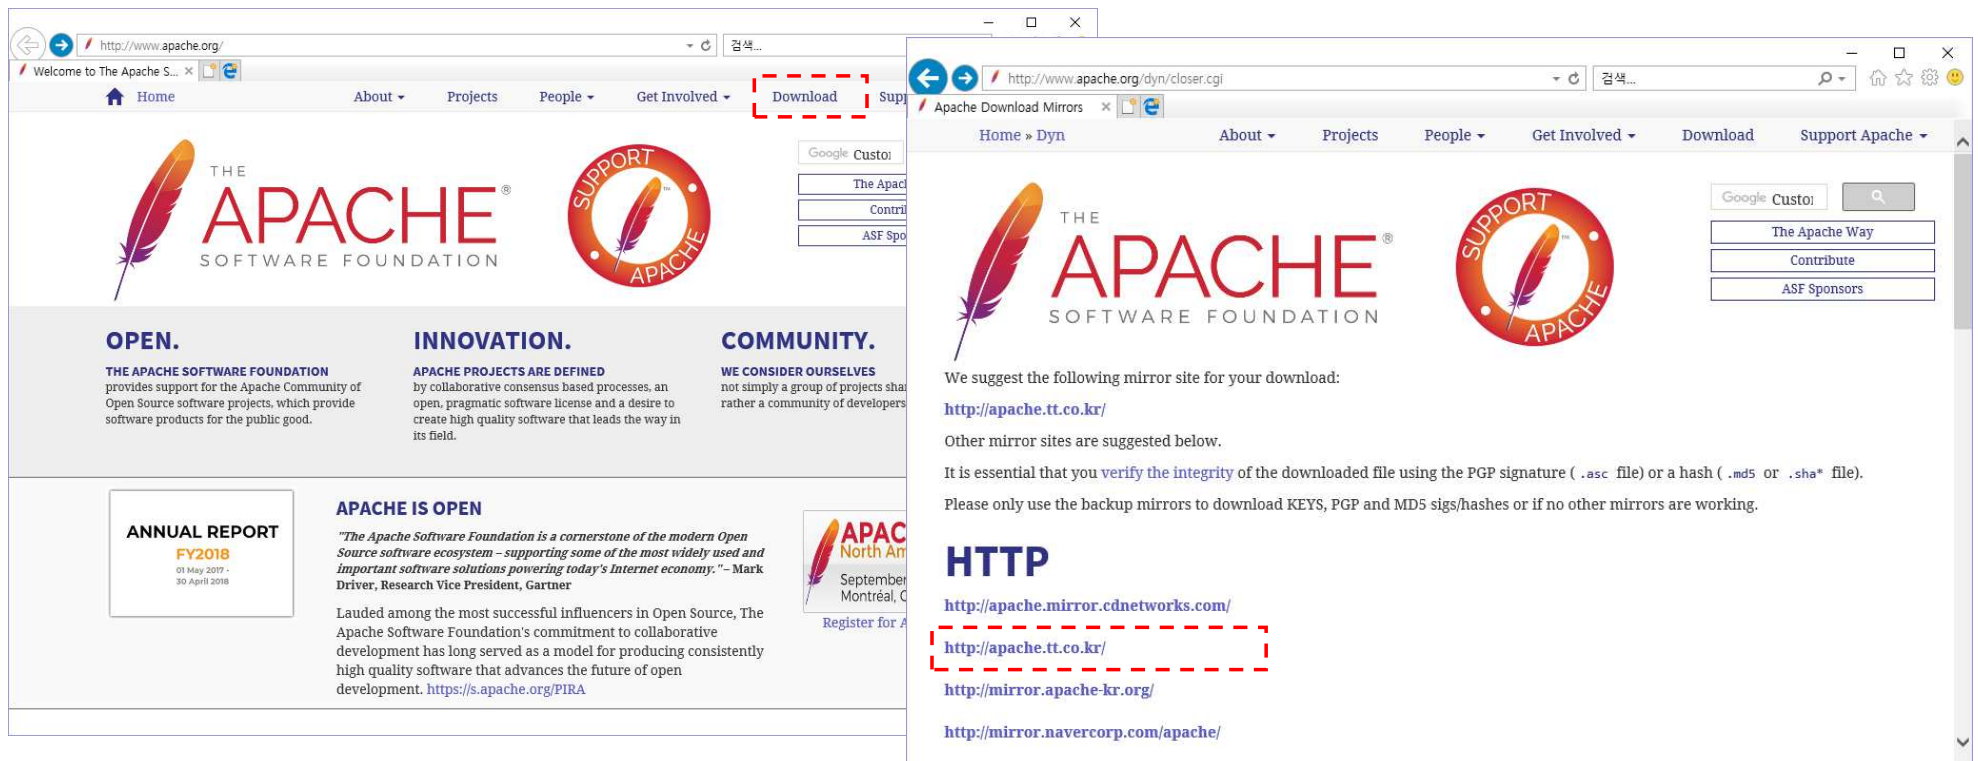 http://www.apache.org/
검색...
Welcome to The Apache S...
Home
About
Projects
People
Get Involved
Download
THE
APACHE®
SOFTWARE FOUNDATION
SUPPORT
APACHE
Google Custo
OPEN.
THE APACHE SOFTWARE FOUNDATION
provides support for the Apache Community of
Open Source software projects, which provide
software products for the public good.
INNOVATION.
APACHE PROJECTS ARE DEFINED
by collaborative consensus based processes, an
open, pragmatic software license and a desire to
create high quality software that leads the way in
its field.
COMMUNITY.
WE CONSIDER OURSELVES
not simply a group of projects
rather a community of developers
ANNUAL REPORT
FY2018
01 May 2017 -
30 April 2018
APACHE IS OPEN
"The Apache Software Foundation is a cornerstone of the modern Open
Source software ecosystem – supporting some of the most widely used and
important software solutions powering today's Internet economy." – Mark
Driver, Research Vice President, Gartner
Lauded among the most successful influencers in Open Source, The
Apache Software Foundation's commitment to collaborative
development has long served as a model for producing consistently
high quality software that advances the future of open
development. https://s.apache.org/PIRA
North
September
Montréal,
Register for
http://www.apache.org/dyn/closer.cgi
검색...
Apache Download Mirrors
Home » Dyn
About
Projects
People
Get Involved
Download
Support Apache
THE
APACHE®
SOFTWARE FOUNDATION
SUPPORT
APACHE
Google Custo
The Apache Way
Contribute
ASF Sponsors
We suggest the following mirror site for your download:
http://apache.tt.co.kr/
Other mirror sites are suggested below.
It is essential that you verify the integrity of the downloaded file using the PGP signature ( .asc file) or a hash ( .md5 or .sha* file).
Please only use the backup mirrors to download KEYS, PGP and MD5 sigs/hashes or if no other mirrors are working.
HTTP
http://apache.mirror.cdnetworks.com/
http://apache.tt.co.kr/
http://mirror.apache-kr.org/
http://mirror.navercorp.com/apache/